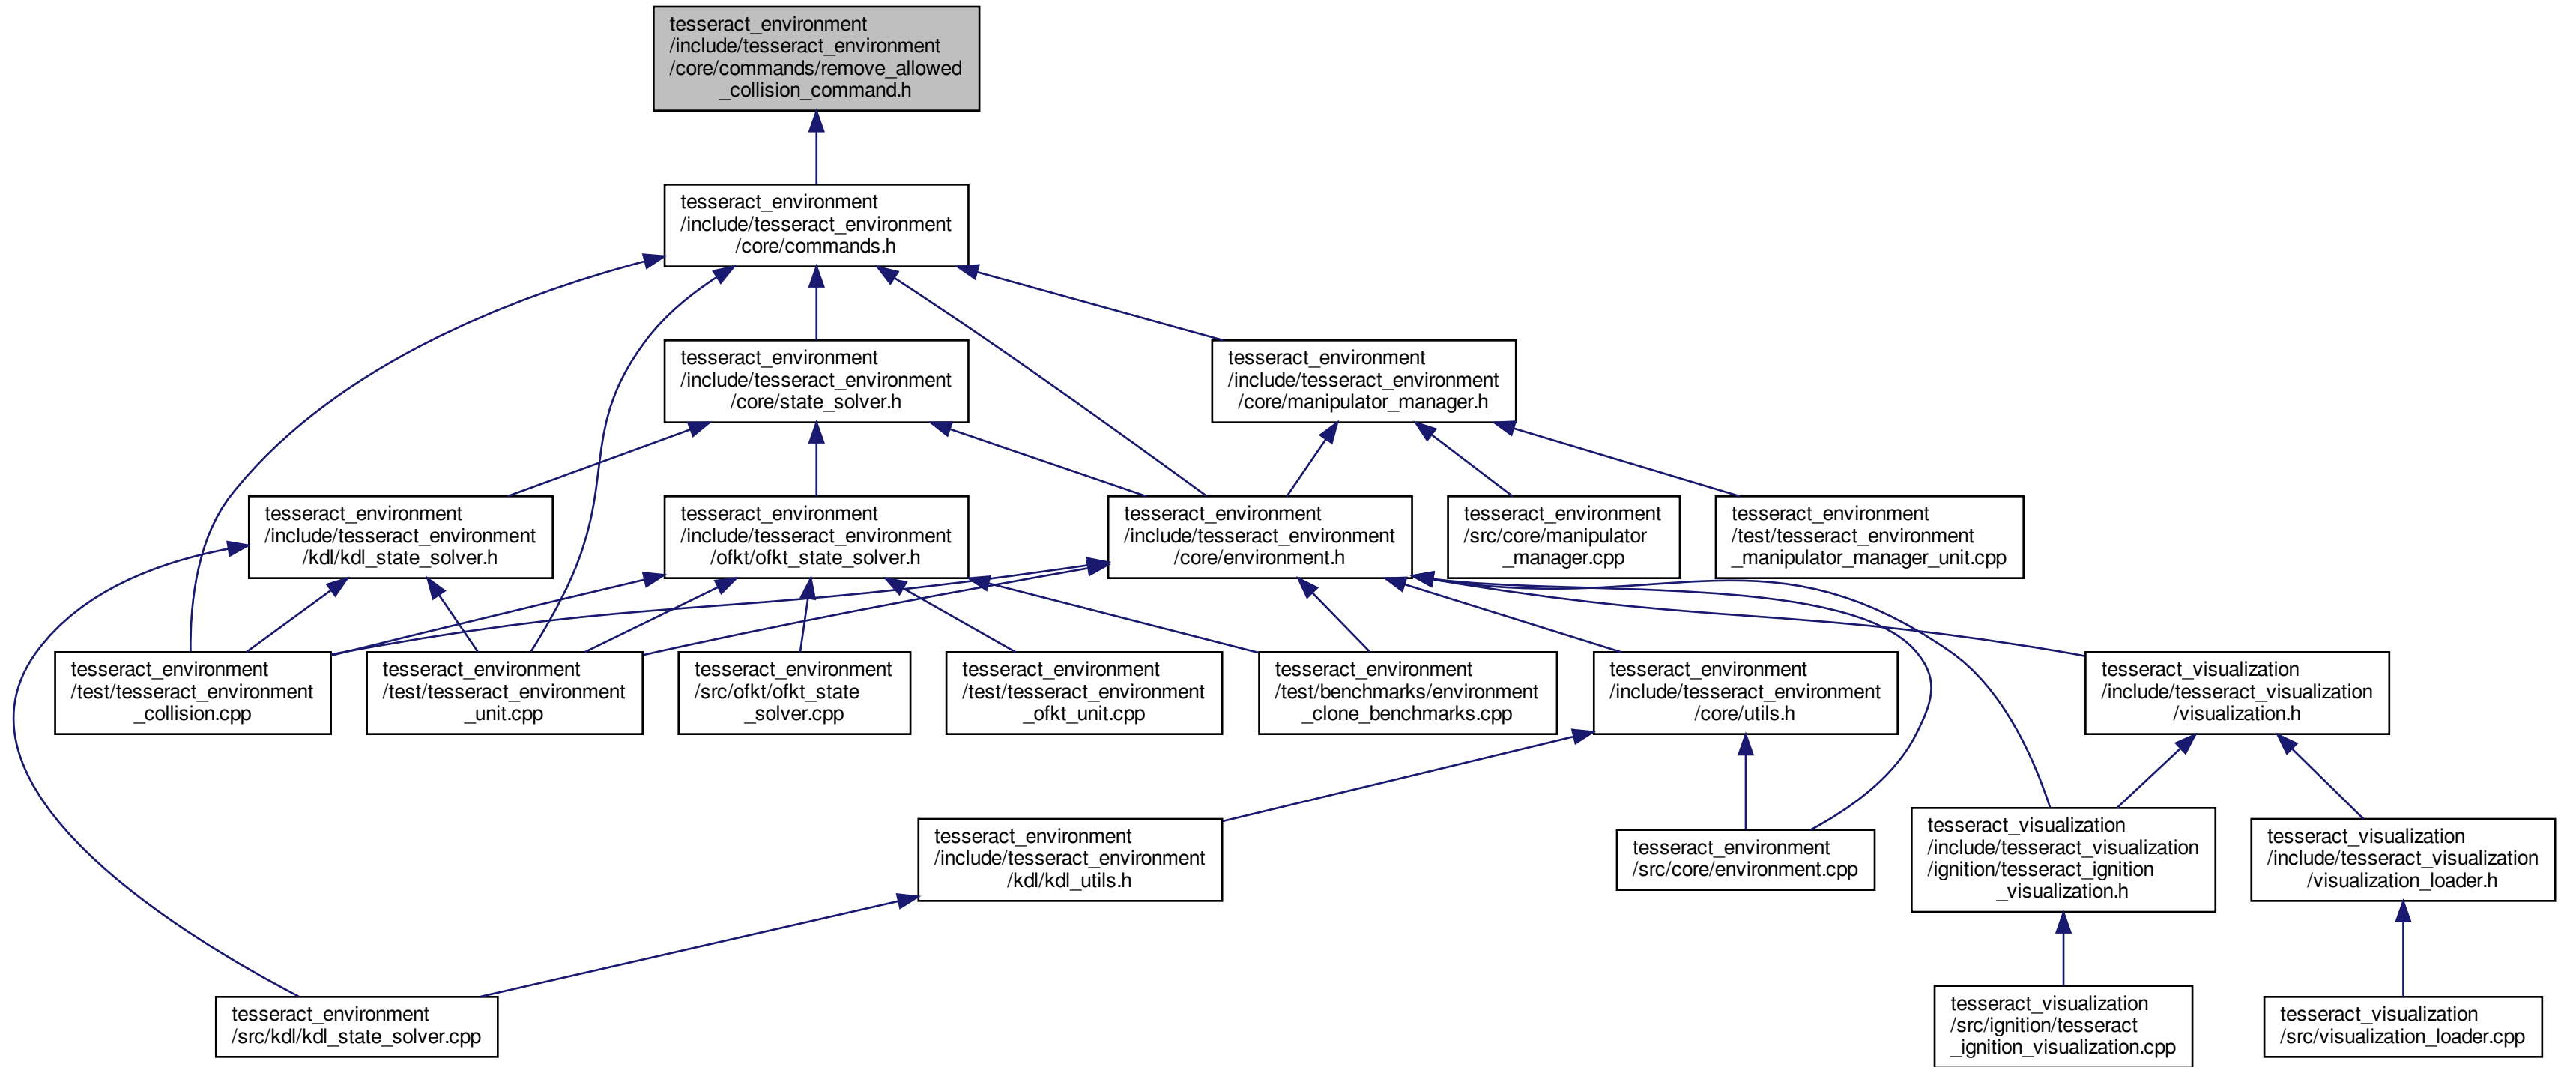 tesseract_environment
/include/tesseract_environment
/core/commands/remove_allowed
_collision_command.h
tesseract_environment
/include/tesseract_environment
/core/commands.h
tesseract_environment
/include/tesseract_environment
/core/state_solver.h
tesseract_environment
/include/tesseract_environment
/core/manipulator_manager.h
tesseract_environment
/include/tesseract_environment
/kdl/kdl_state_solver.h
tesseract_environment
/include/tesseract_environment
/ofkt/ofkt_state_solver.h
tesseract_environment
/include/tesseract_environment
/core/environment.h
tesseract_environment
/src/core/manipulator
_manager.cpp
tesseract_environment
/test/tesseract_environment
_manipulator_manager_unit.cpp
tesseract_environment
/test/tesseract_environment
_collision.cpp
tesseract_environment
/test/tesseract_environment
_unit.cpp
tesseract_environment
/src/ofkt/ofkt_state
_solver.cpp
tesseract_environment
/test/tesseract_environment
_ofkt_unit.cpp
tesseract_environment
/test/benchmarks/environment
_clone_benchmarks.cpp
tesseract_environment
/include/tesseract_environment
/core/utils.h
tesseract_visualization
/include/tesseract_visualization
/visualization.h
tesseract_environment
/include/tesseract_environment
/kdl/kdl_utils.h
tesseract_environment
/src/core/environment.cpp
tesseract_visualization
/include/tesseract_visualization
/ignition/tesseract_ignition
_visualization.h
tesseract_visualization
/include/tesseract_visualization
/visualization_loader.h
tesseract_environment
/src/kdl/kdl_state_solver.cpp
tesseract_visualization
/src/ignition/tesseract
_ignition_visualization.cpp
tesseract_visualization
/src/visualization_loader.cpp